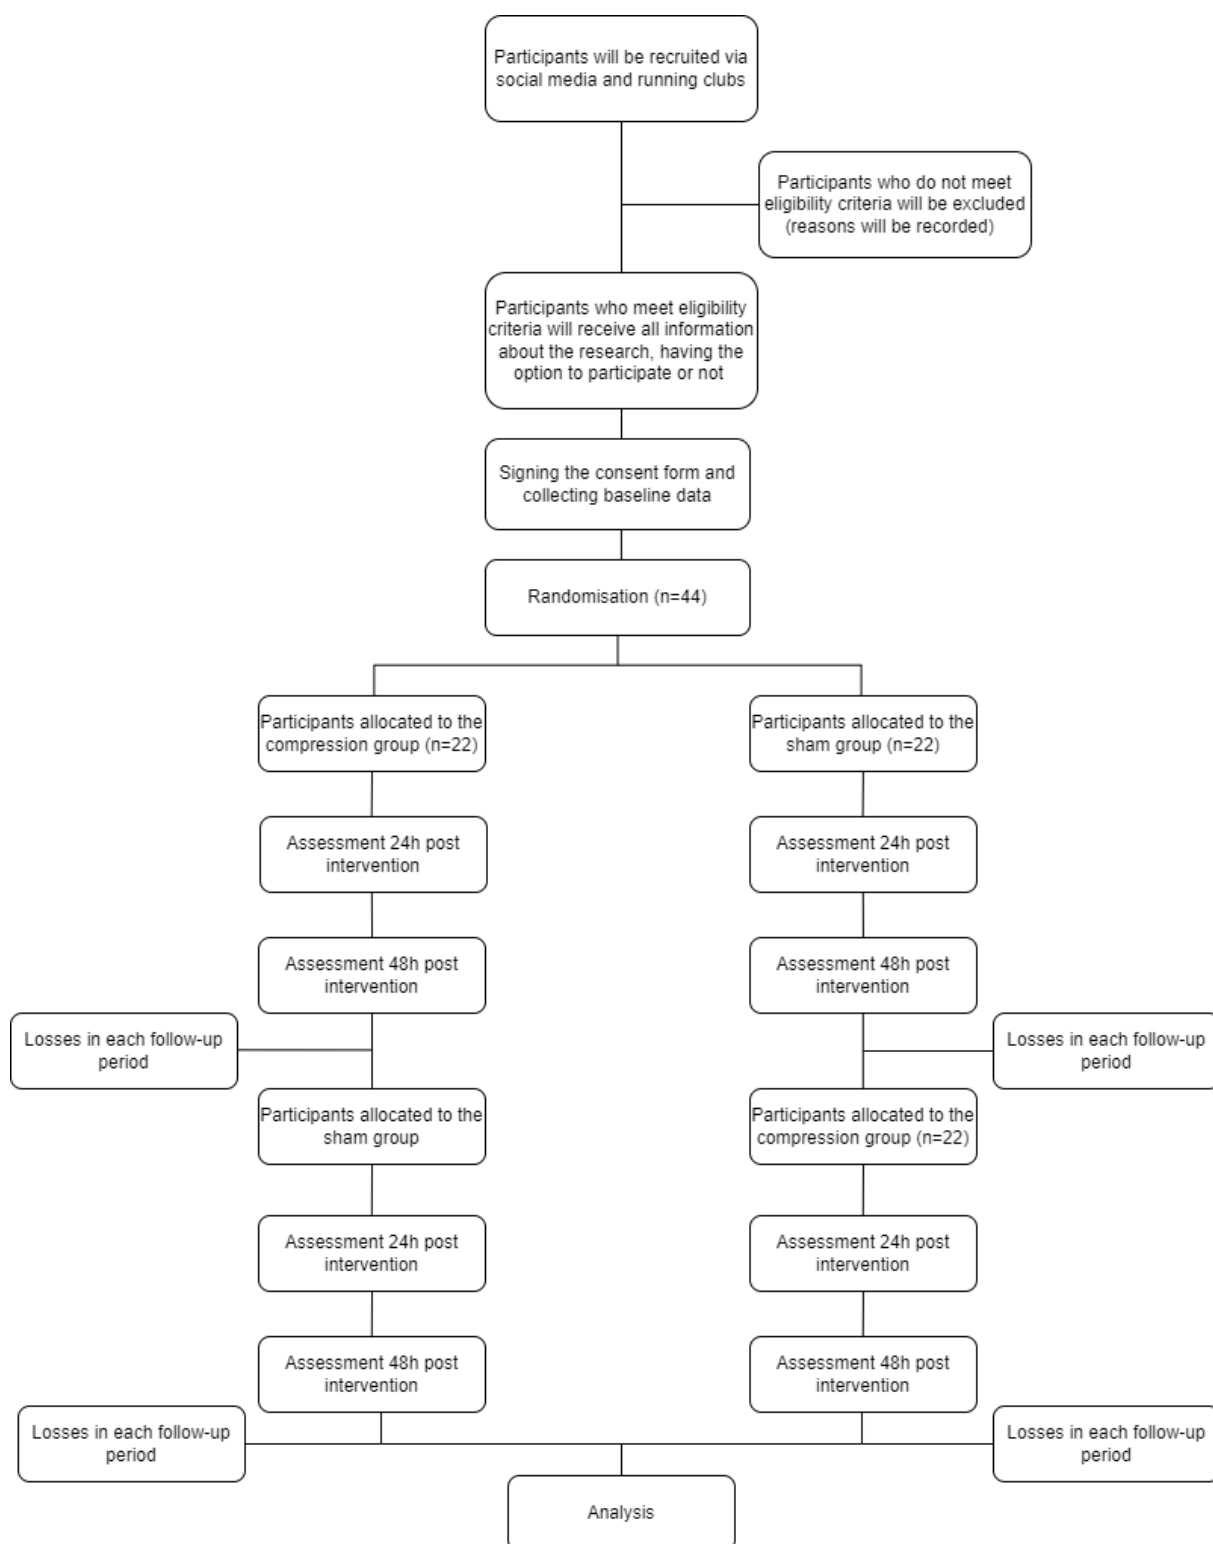 Participants will be recruited via
social media and running clubs
Participants who do not meet
eligibility criteria will be excluded
(reasons will be recorded)
Participants who meet eligibility
criteria will receive all information
about the research, having the
option to participate or not
Signing the consent form and
collecting baseline data
Randomisation (n=44)
Participants allocated to the
compression group (n=22)
Participants allocated to the
sham group (n=22)
Assessment 24h post
intervention
Assessment 24h post
intervention
Assessment 48h post
intervention
Assessment 48h post
intervention
Losses in each follow-up
period
Losses in each follow-up
period
Participants allocated to the
sham group
Participants allocated to the
compression group (n=22)
Assessment 24h post
intervention
Assessment 24h post
intervention
Assessment 48h post
intervention
Assessment 48h post
intervention
Losses in each follow-up
period
Losses in each follow-up
period
Analysis